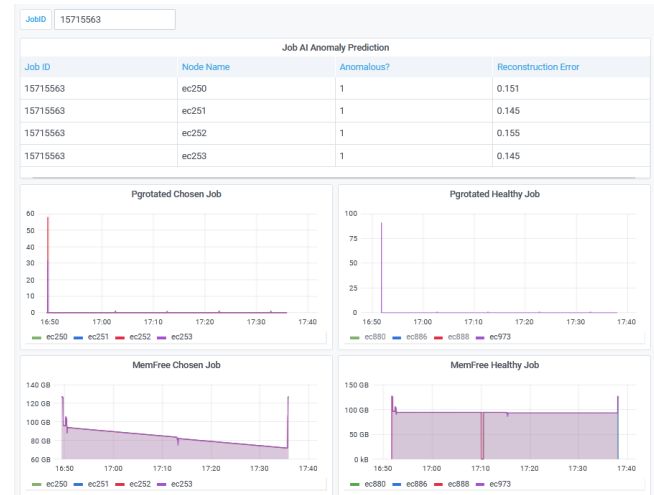 JobID 15715563
Job AI Anomaly Prediction
Job ID Node Name Anomalous? Reconstruction Error
15715563 ec250 1 0.151
15715563 ec251 1 0.145
15715563 ec252 1 0.155
15715563 ec253 1 0.145
Pgrotated Chosen Job
60
50
40
30
20
10
0
16:50 17:00 17:10 17:20 17:30 17:40
ec250 ec251 ec252 ec253
Pgrotated Healthy Job
100
75
50
25
0
16:50 17:00 17:10 17:20 17:30 17:40
ec880 ec886 ec888 ec973
MemFree Chosen Job
140 GB
120 GB
100 GB
80 GB
60 GB
16:50 17:00 17:10 17:20 17:30 17:40
ec250 ec251 ec252 ec253
MemFree Healthy Job
150 GB
100 GB
50 GB
0 kB
16:50 17:00 17:10 17:20 17:30 17:40
ec880 ec886 ec888 ec973